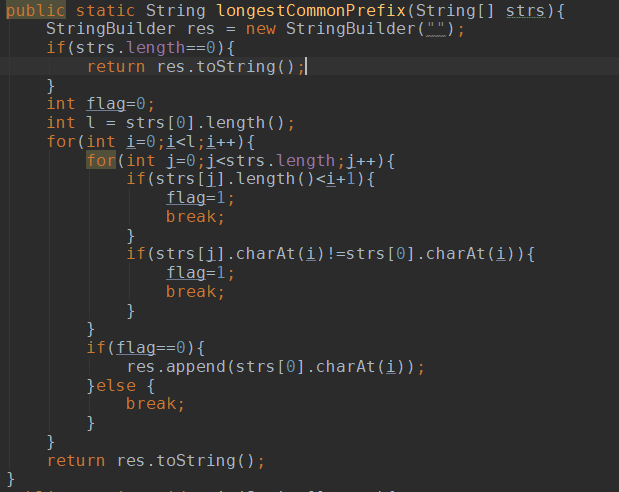 public static String longestCommonPrefix(String[] strs){
    StringBuilder res = new StringBuilder("");
    if(strs.length==0){
        return res.toString();
    }
    int flag=0;
    int l = strs[0].length();
    for(int i=0;i<l;i++){
        for(int j=0;j<strs.length;j++){
            if(strs[j].length()<i+1){
                flag=1;
                break;
            }
            if(strs[j].charAt(i)!=strs[0].charAt(i)){
                flag=1;
                break;
            }
        }
        if(flag==0){
            res.append(strs[0].charAt(i));
        }else {
            break;
        }
    }
    return res.toString();
}